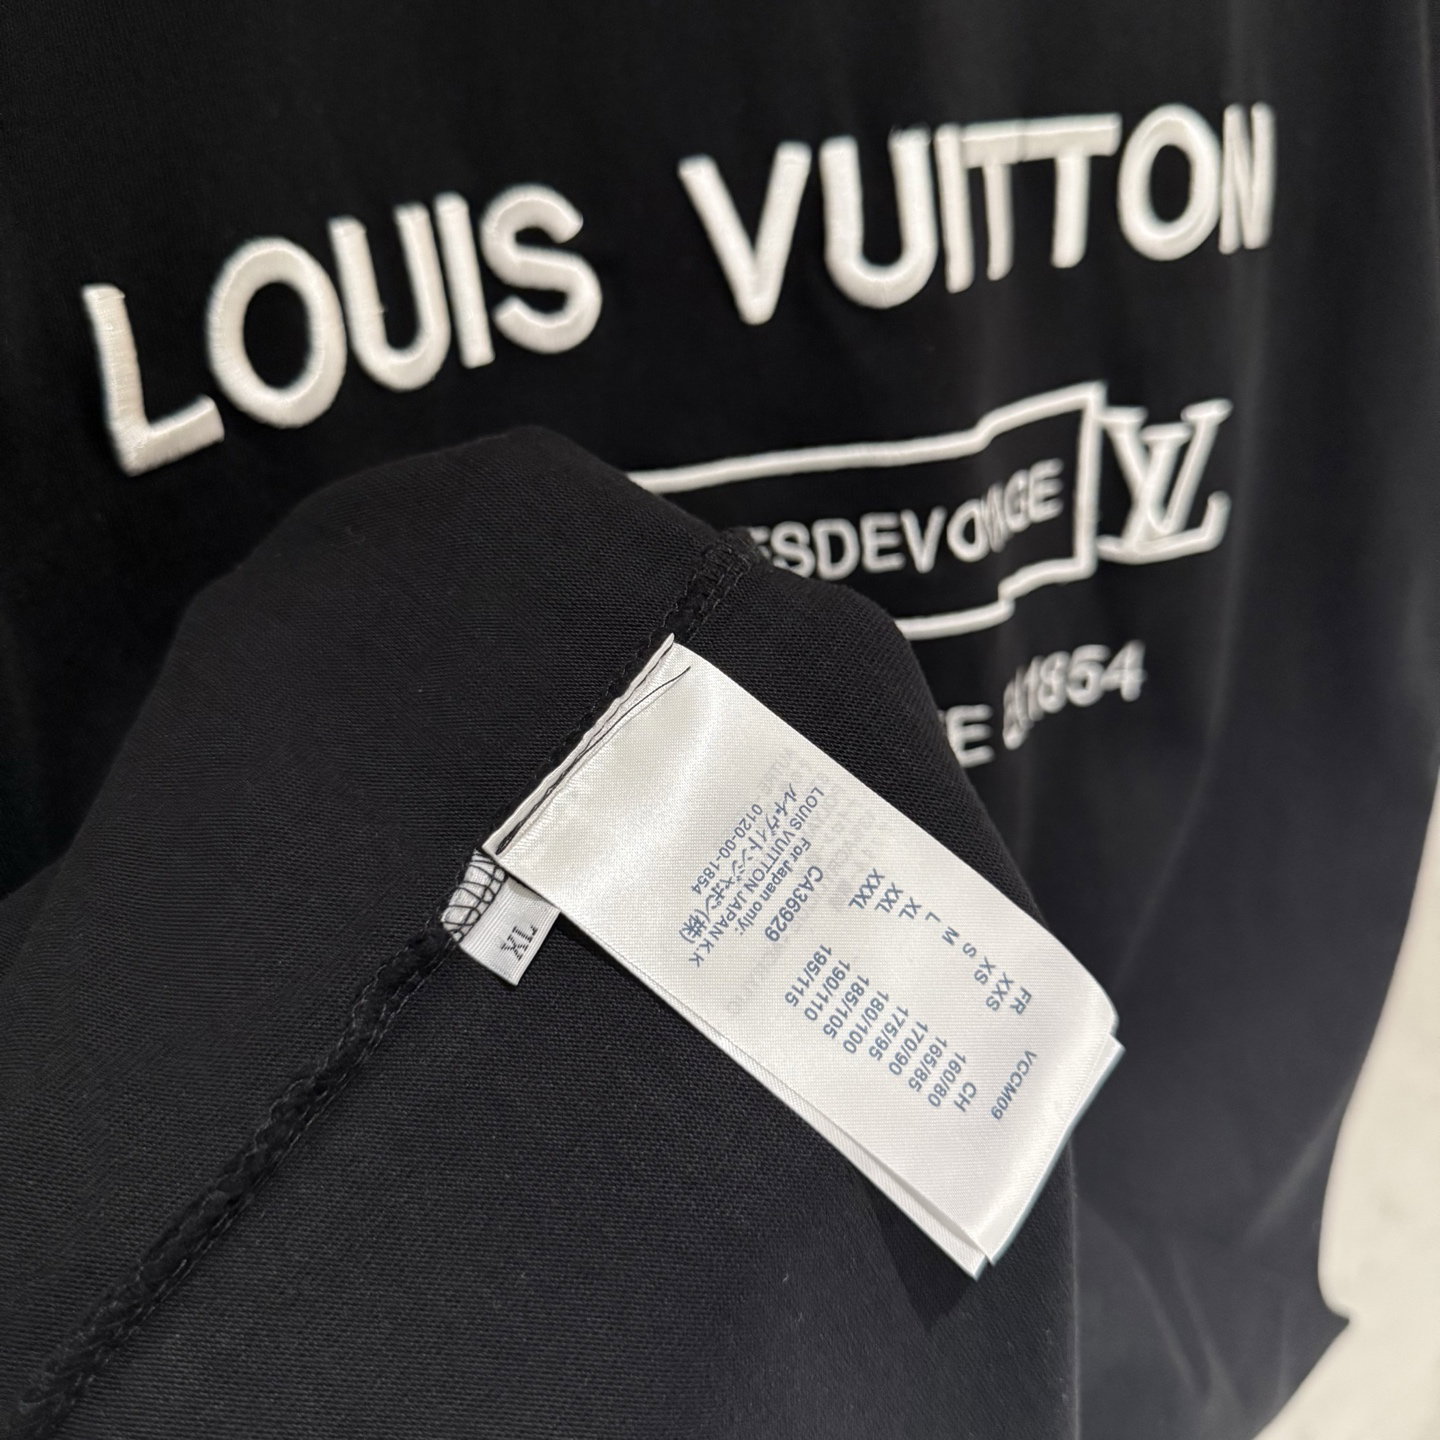 LOUIS VUITTON
ESDEVOYAGE
LV
E 1854
XL
VCCM09
FR CH
XXS 160/80
XS 165/85
S 170/90
M 175/95
L 180/100
XL 185/105
XXL 190/110
XXXL 195/115
CA36929
For Japan only:
LOUIS VUITTON JAPAN K K
0120-00-1854